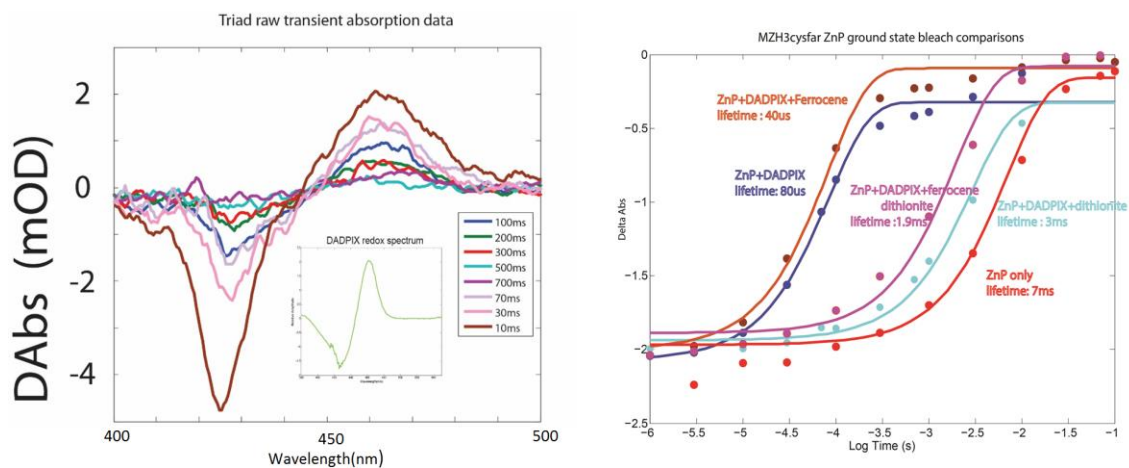 Triad raw transient absorption data
DAbs (mOD)
2
0
-2
-4
400
450
500
Wavelength(nm)
100ms
200ms
300ms
500ms
700ms
70ms
30ms
10ms
DADPIX redox spectrum
MZH3cysfar ZnP ground state bleach comparisons
Delta Abs
0
-0.5
-1
-1.5
-2
-2.5
-6
-5.5
-5
-4.5
-4
-3.5
-3
-2.5
-2
-1.5
-1
Log Time (s)
ZnP+DADPIX+Ferrocene
lifetime : 40us
ZnP+DADPIX
lifetime: 80us
ZnP+DADPIX+ferrocene
dithionite
lifetime :1.9ms
ZnP+DADPIX+dithionite
lifetime : 3ms
ZnP only
lifetime: 7ms